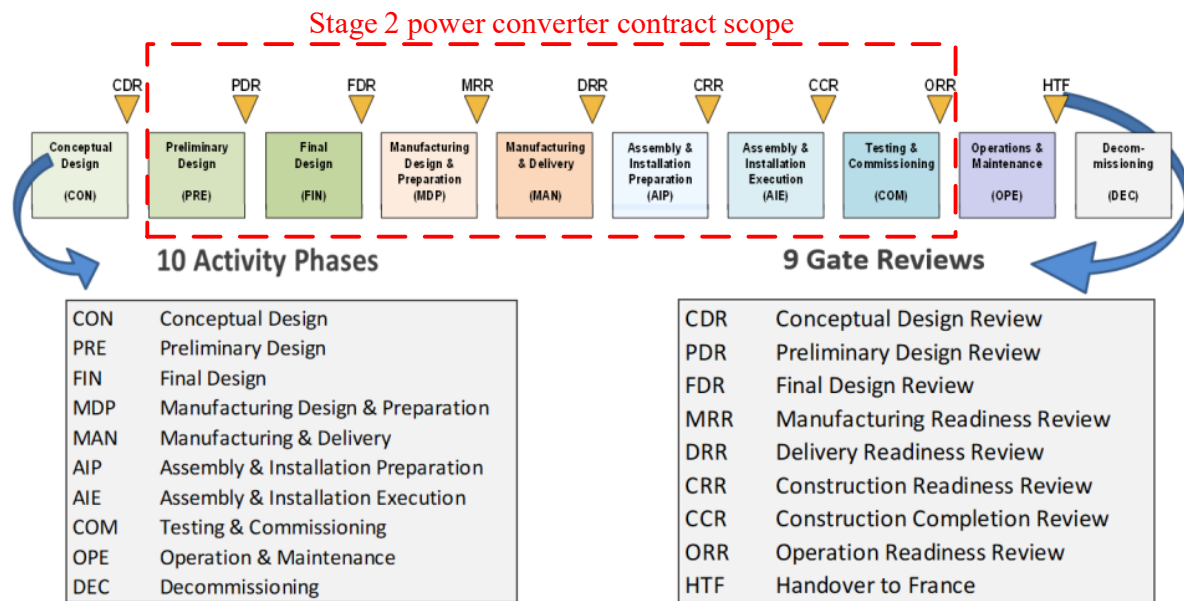 Stage 2 power converter contract scope
CDR PDR FDR MRR DRR CRR CCR ORR HTF
Conceptual
Design
(CON)
Preliminary
Design
(PRE)
Final
Design
(FIN)
Manufacturing
Design &
Preparation
(MDP)
Manufacturing
& Delivery
(MAN)
Assembly &
Installation
Preparation
(AIP)
Assembly &
Installation
Execution
(AIE)
Testing &
Commissioning
(COM)
Operations &
Maintenance
(OPE)
Decom-
missioning
(DEC)
10 Activity Phases
CON Conceptual Design
PRE Preliminary Design
FIN Final Design
MDP Manufacturing Design & Preparation
MAN Manufacturing & Delivery
AIP Assembly & Installation Preparation
AIE Assembly & Installation Execution
COM Testing & Commissioning
OPE Operation & Maintenance
DEC Decommissioning
9 Gate Reviews
CDR Conceptual Design Review
PDR Preliminary Design Review
FDR Final Design Review
MRR Manufacturing Readiness Review
DRR Delivery Readiness Review
CRR Construction Readiness Review
CCR Construction Completion Review
ORR Operation Readiness Review
HTF Handover to France